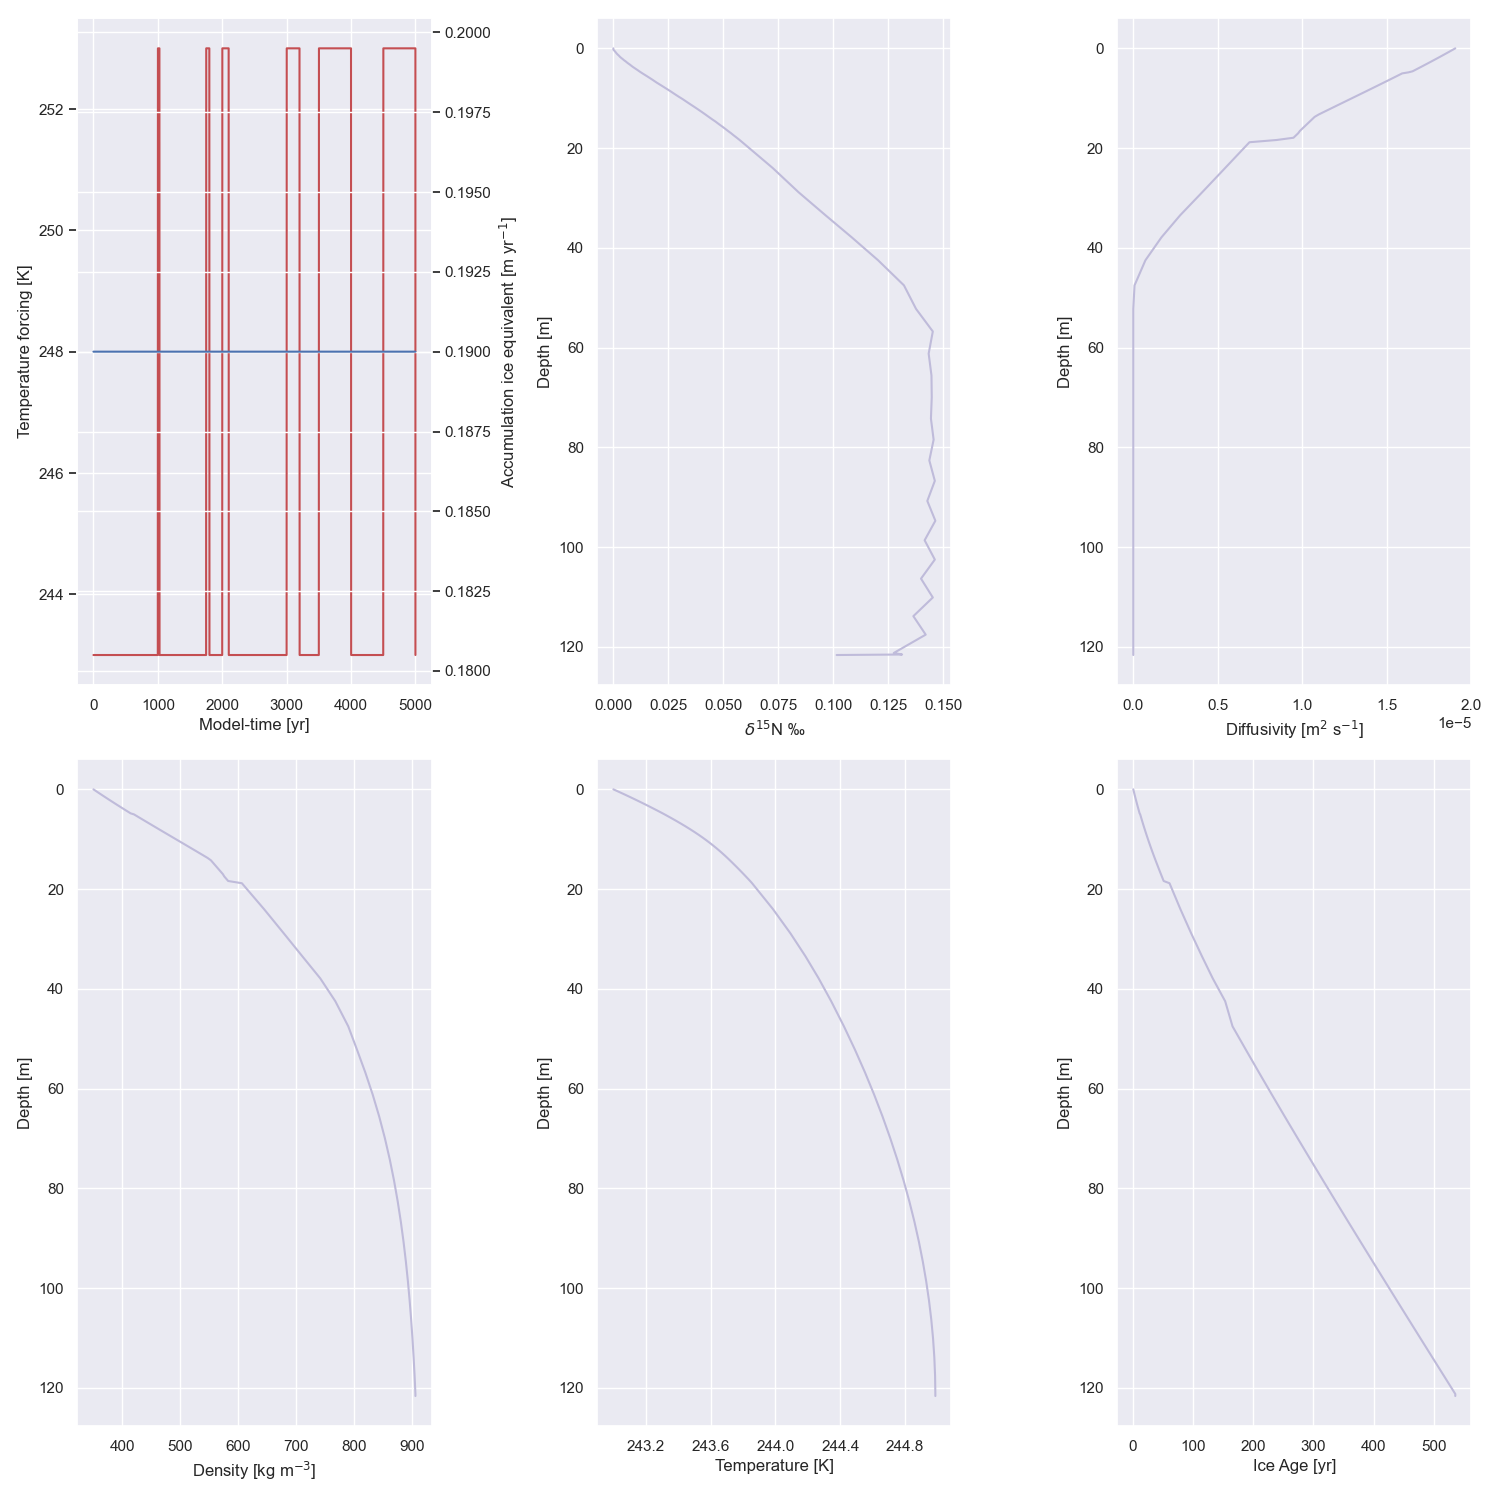 Temperature forcing [K]
252
250
248
246
244
0.2000
0.1975
0.1950
0.1925
0.1900
0.1875
0.1850
0.1825
0.1800
Accumulation ice equivalent [m yr⁻¹]
0 1000 2000 3000 4000 5000
Model-time [yr]
Depth [m]
0
20
40
60
80
100
120
0.000 0.025 0.050 0.075 0.100 0.125 0.150
δ¹⁵N ‰
Depth [m]
0
20
40
60
80
100
120
0.0 0.5 1.0 1.5 2.0
1e−5
Diffusivity [m² s⁻¹]
Depth [m]
0
20
40
60
80
100
120
400 500 600 700 800 900
Density [kg m⁻³]
Depth [m]
0
20
40
60
80
100
120
243.2 243.6 244.0 244.4 244.8
Temperature [K]
Depth [m]
0
20
40
60
80
100
120
0 100 200 300 400 500
Ice Age [yr]